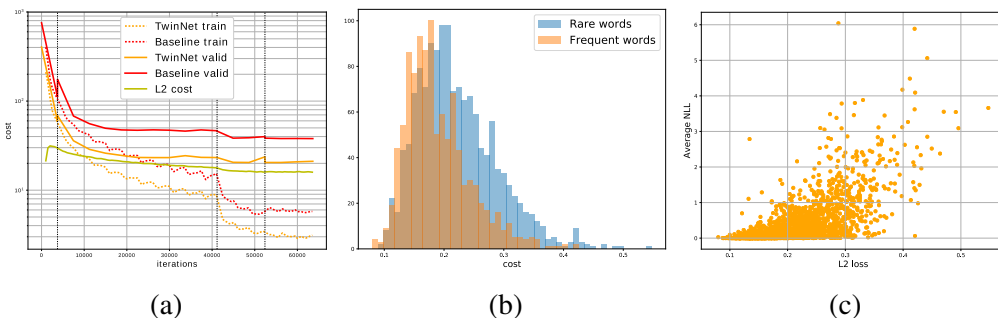 TwinNet train
Baseline train
TwinNet valid
Baseline valid
L2 cost
10³
10²
10¹
cost
0
10000
20000
30000
40000
50000
60000
iterations
(a)
Rare words
Frequent words
100
80
60
40
20
0
0.1
0.2
0.3
0.4
0.5
cost
(b)
Average NLL
6
5
4
3
2
1
0
0.1
0.2
0.3
0.4
0.5
L2 loss
(c)